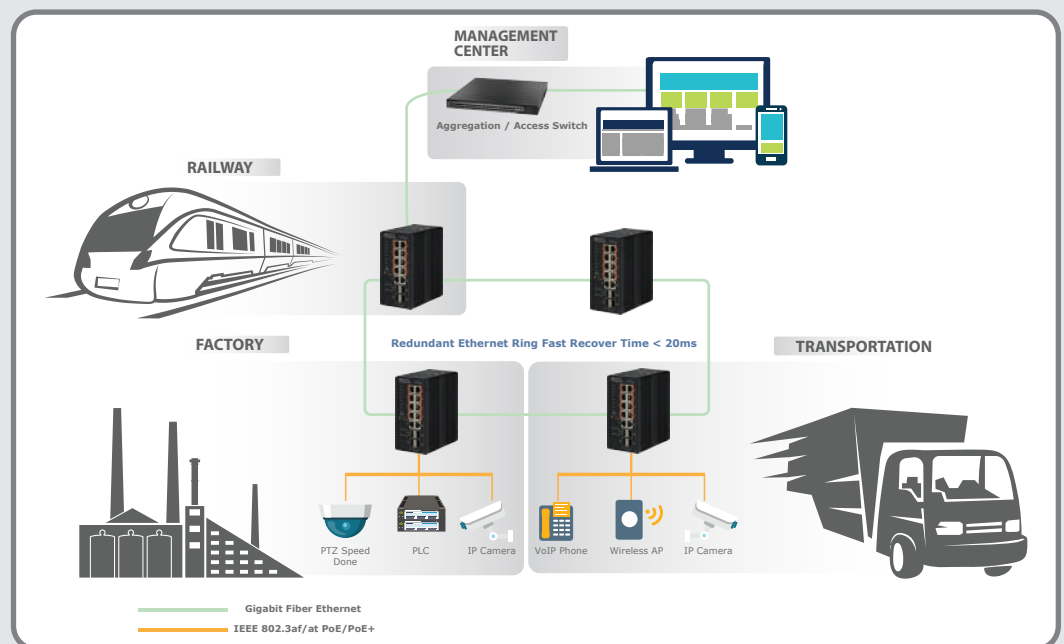 MANAGEMENT
CENTER
Aggregation / Access Switch
RAILWAY
FACTORY
Redundant Ethernet Ring Fast Recover Time < 20ms
TRANSPORTATION
PTZ Speed
Done
PLC
IP Camera
VoIP Phone
Wireless AP
IP Camera
Gigabit Fiber Ethernet
IEEE 802.3af/at PoE/PoE+